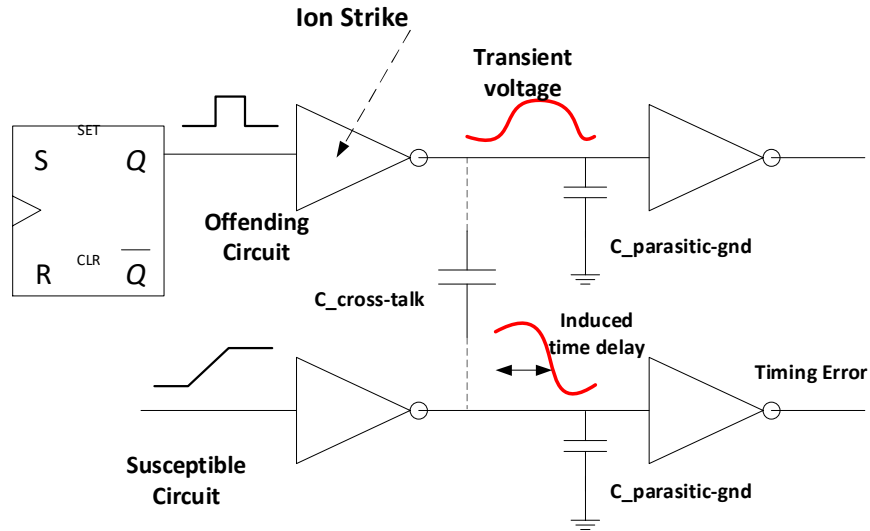 Ion Strike
Transient
voltage
SET
S
Q
Offending
Circuit
C_parasitic-gnd
R
CLR
Q
C_cross-talk
Induced
time delay
Timing Error
Susceptible
Circuit
C_parasitic-gnd